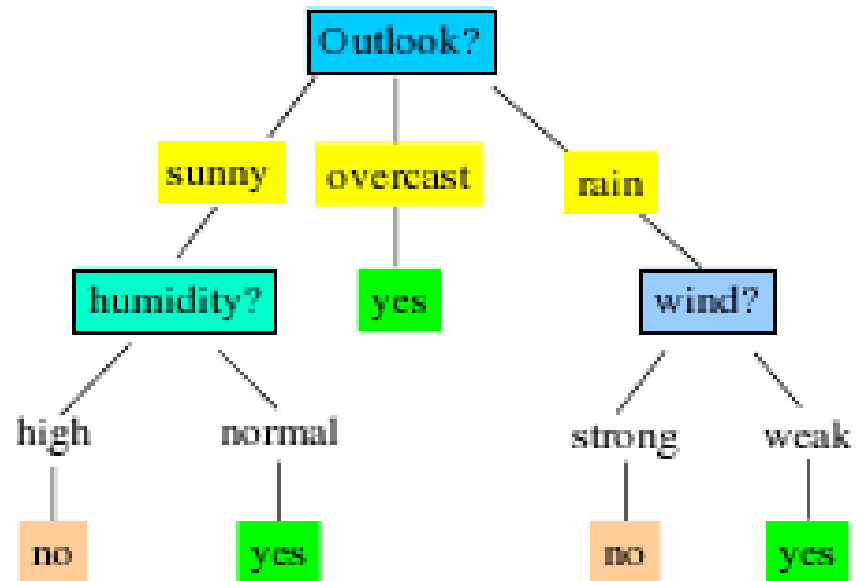 Outlook?
sunny overcast rain
humidity? yes wind?
high normal strong weak
no yes no yes